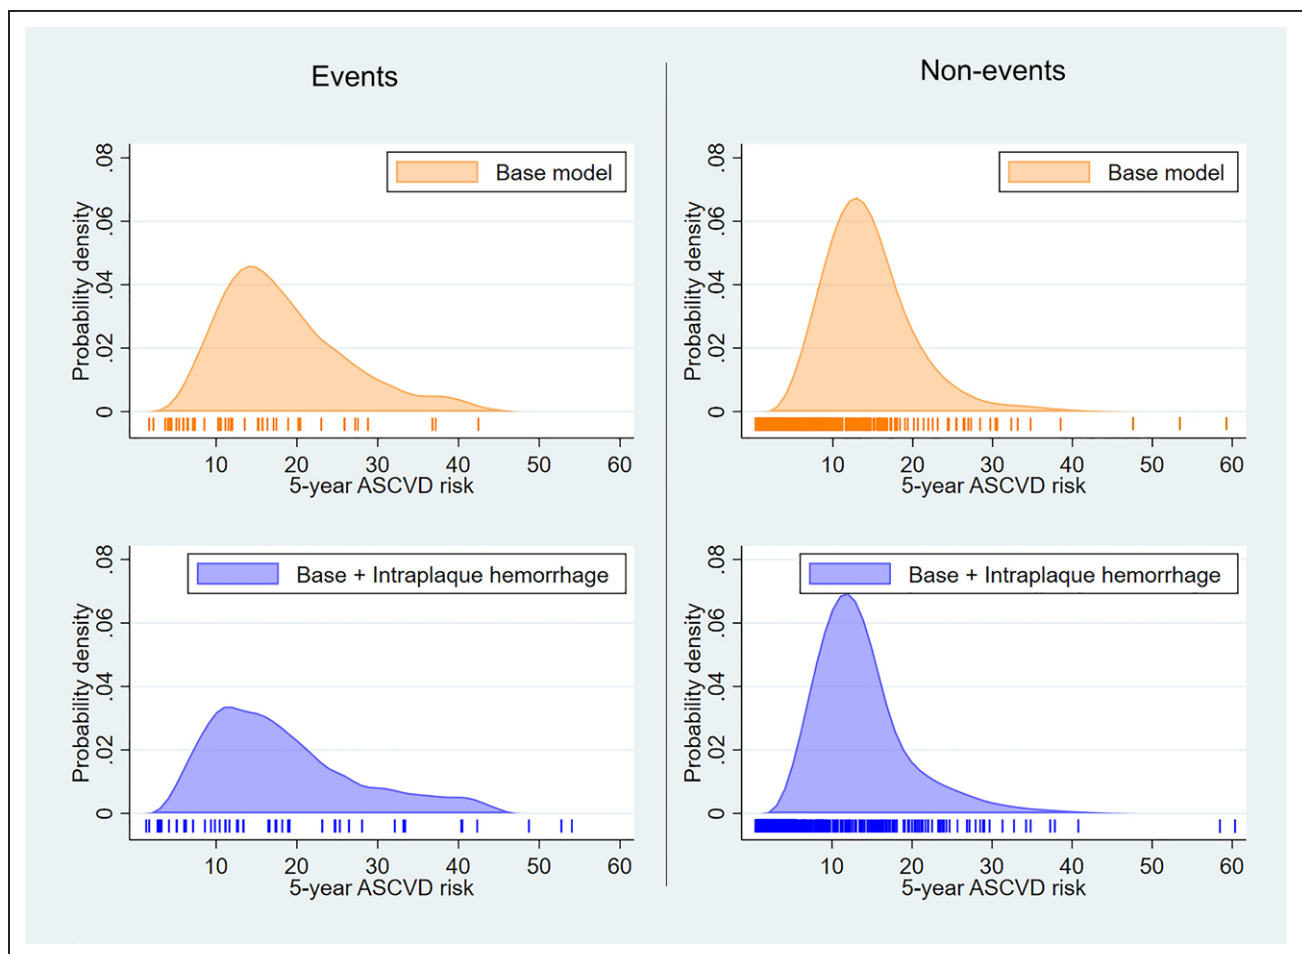 Events
Non-events
Base model
.08
.06
.04
.02
0
Probability density
10 20 30 40 50 60
5-year ASCVD risk
Base model
.08
.06
.04
.02
0
Probability density
10 20 30 40 50 60
5-year ASCVD risk
Base + Intraplaque hemorrhage
.08
.06
.04
.02
0
Probability density
10 20 30 40 50 60
5-year ASCVD risk
Base + Intraplaque hemorrhage
.08
.06
.04
.02
0
Probability density
10 20 30 40 50 60
5-year ASCVD risk